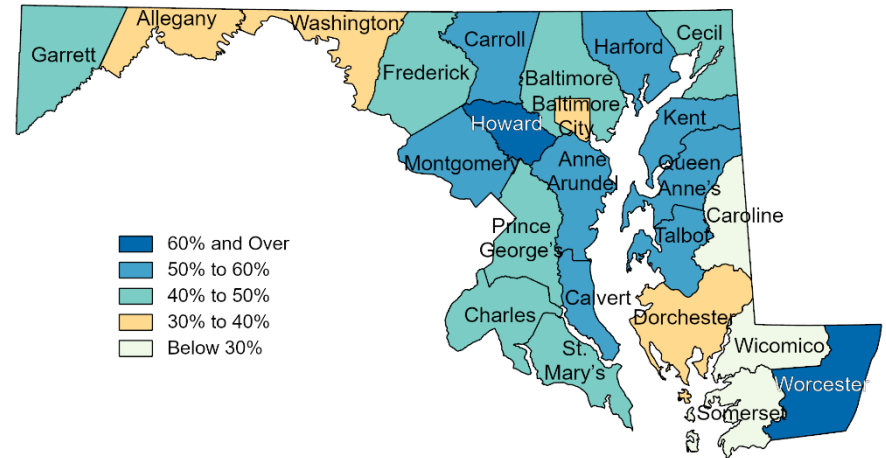 Garrett
Allegany
Washington
Frederick
Carroll
Baltimore
Baltimore
City
Harford
Cecil
Howard
Montgomery
Anne
Arundel
Kent
Queen
Anne's
Caroline
Talbot
Prince
George's
Calvert
Charles
St.
Mary's
Dorchester
Wicomico
Worcester
Somerset
60% and Over
50% to 60%
40% to 50%
30% to 40%
Below 30%